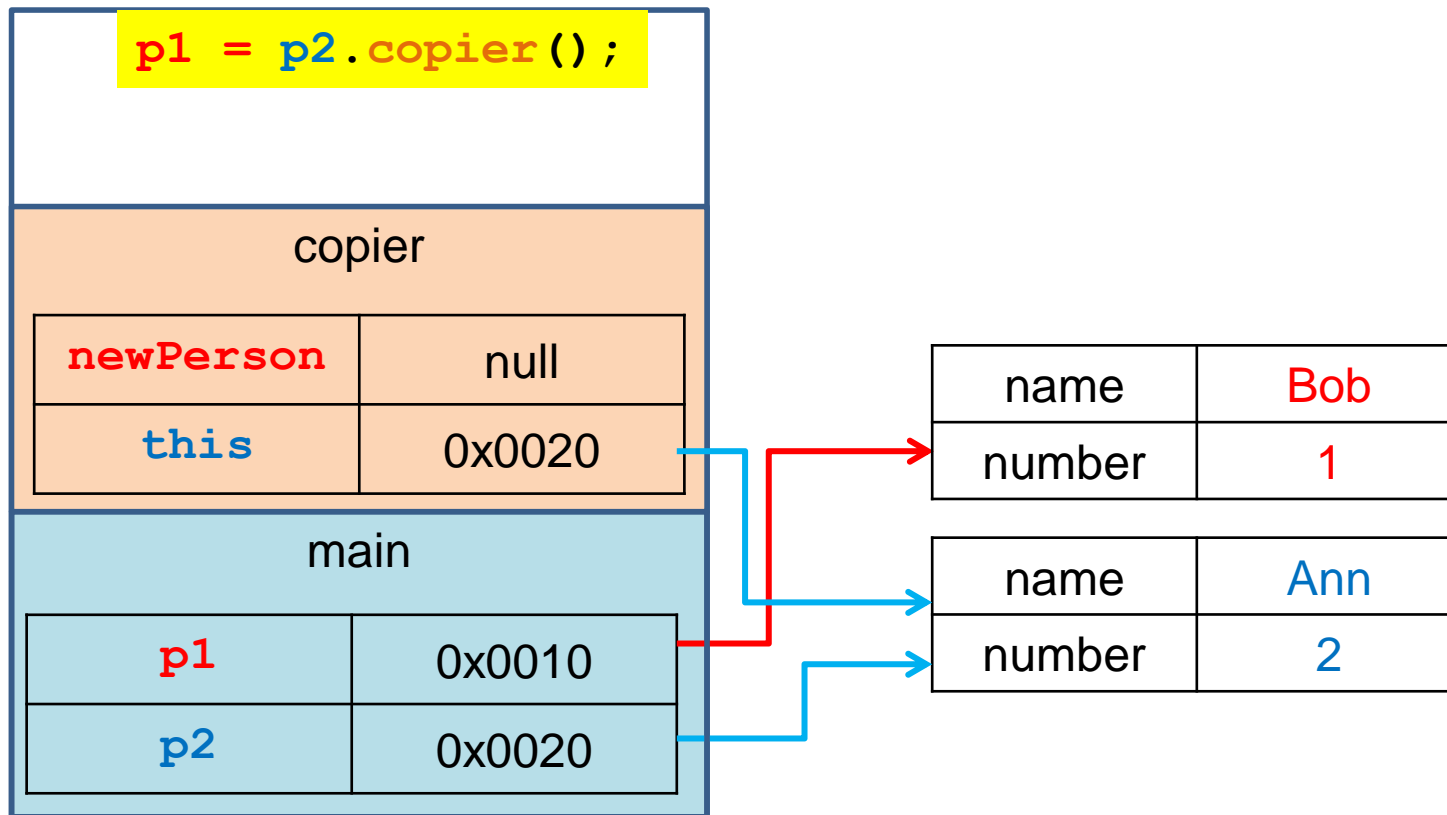 p1 = p2.copier();
copier
newPerson null
this 0x0020
main
p1 0x0010
p2 0x0020
name Bob
number 1
name Ann
number 2